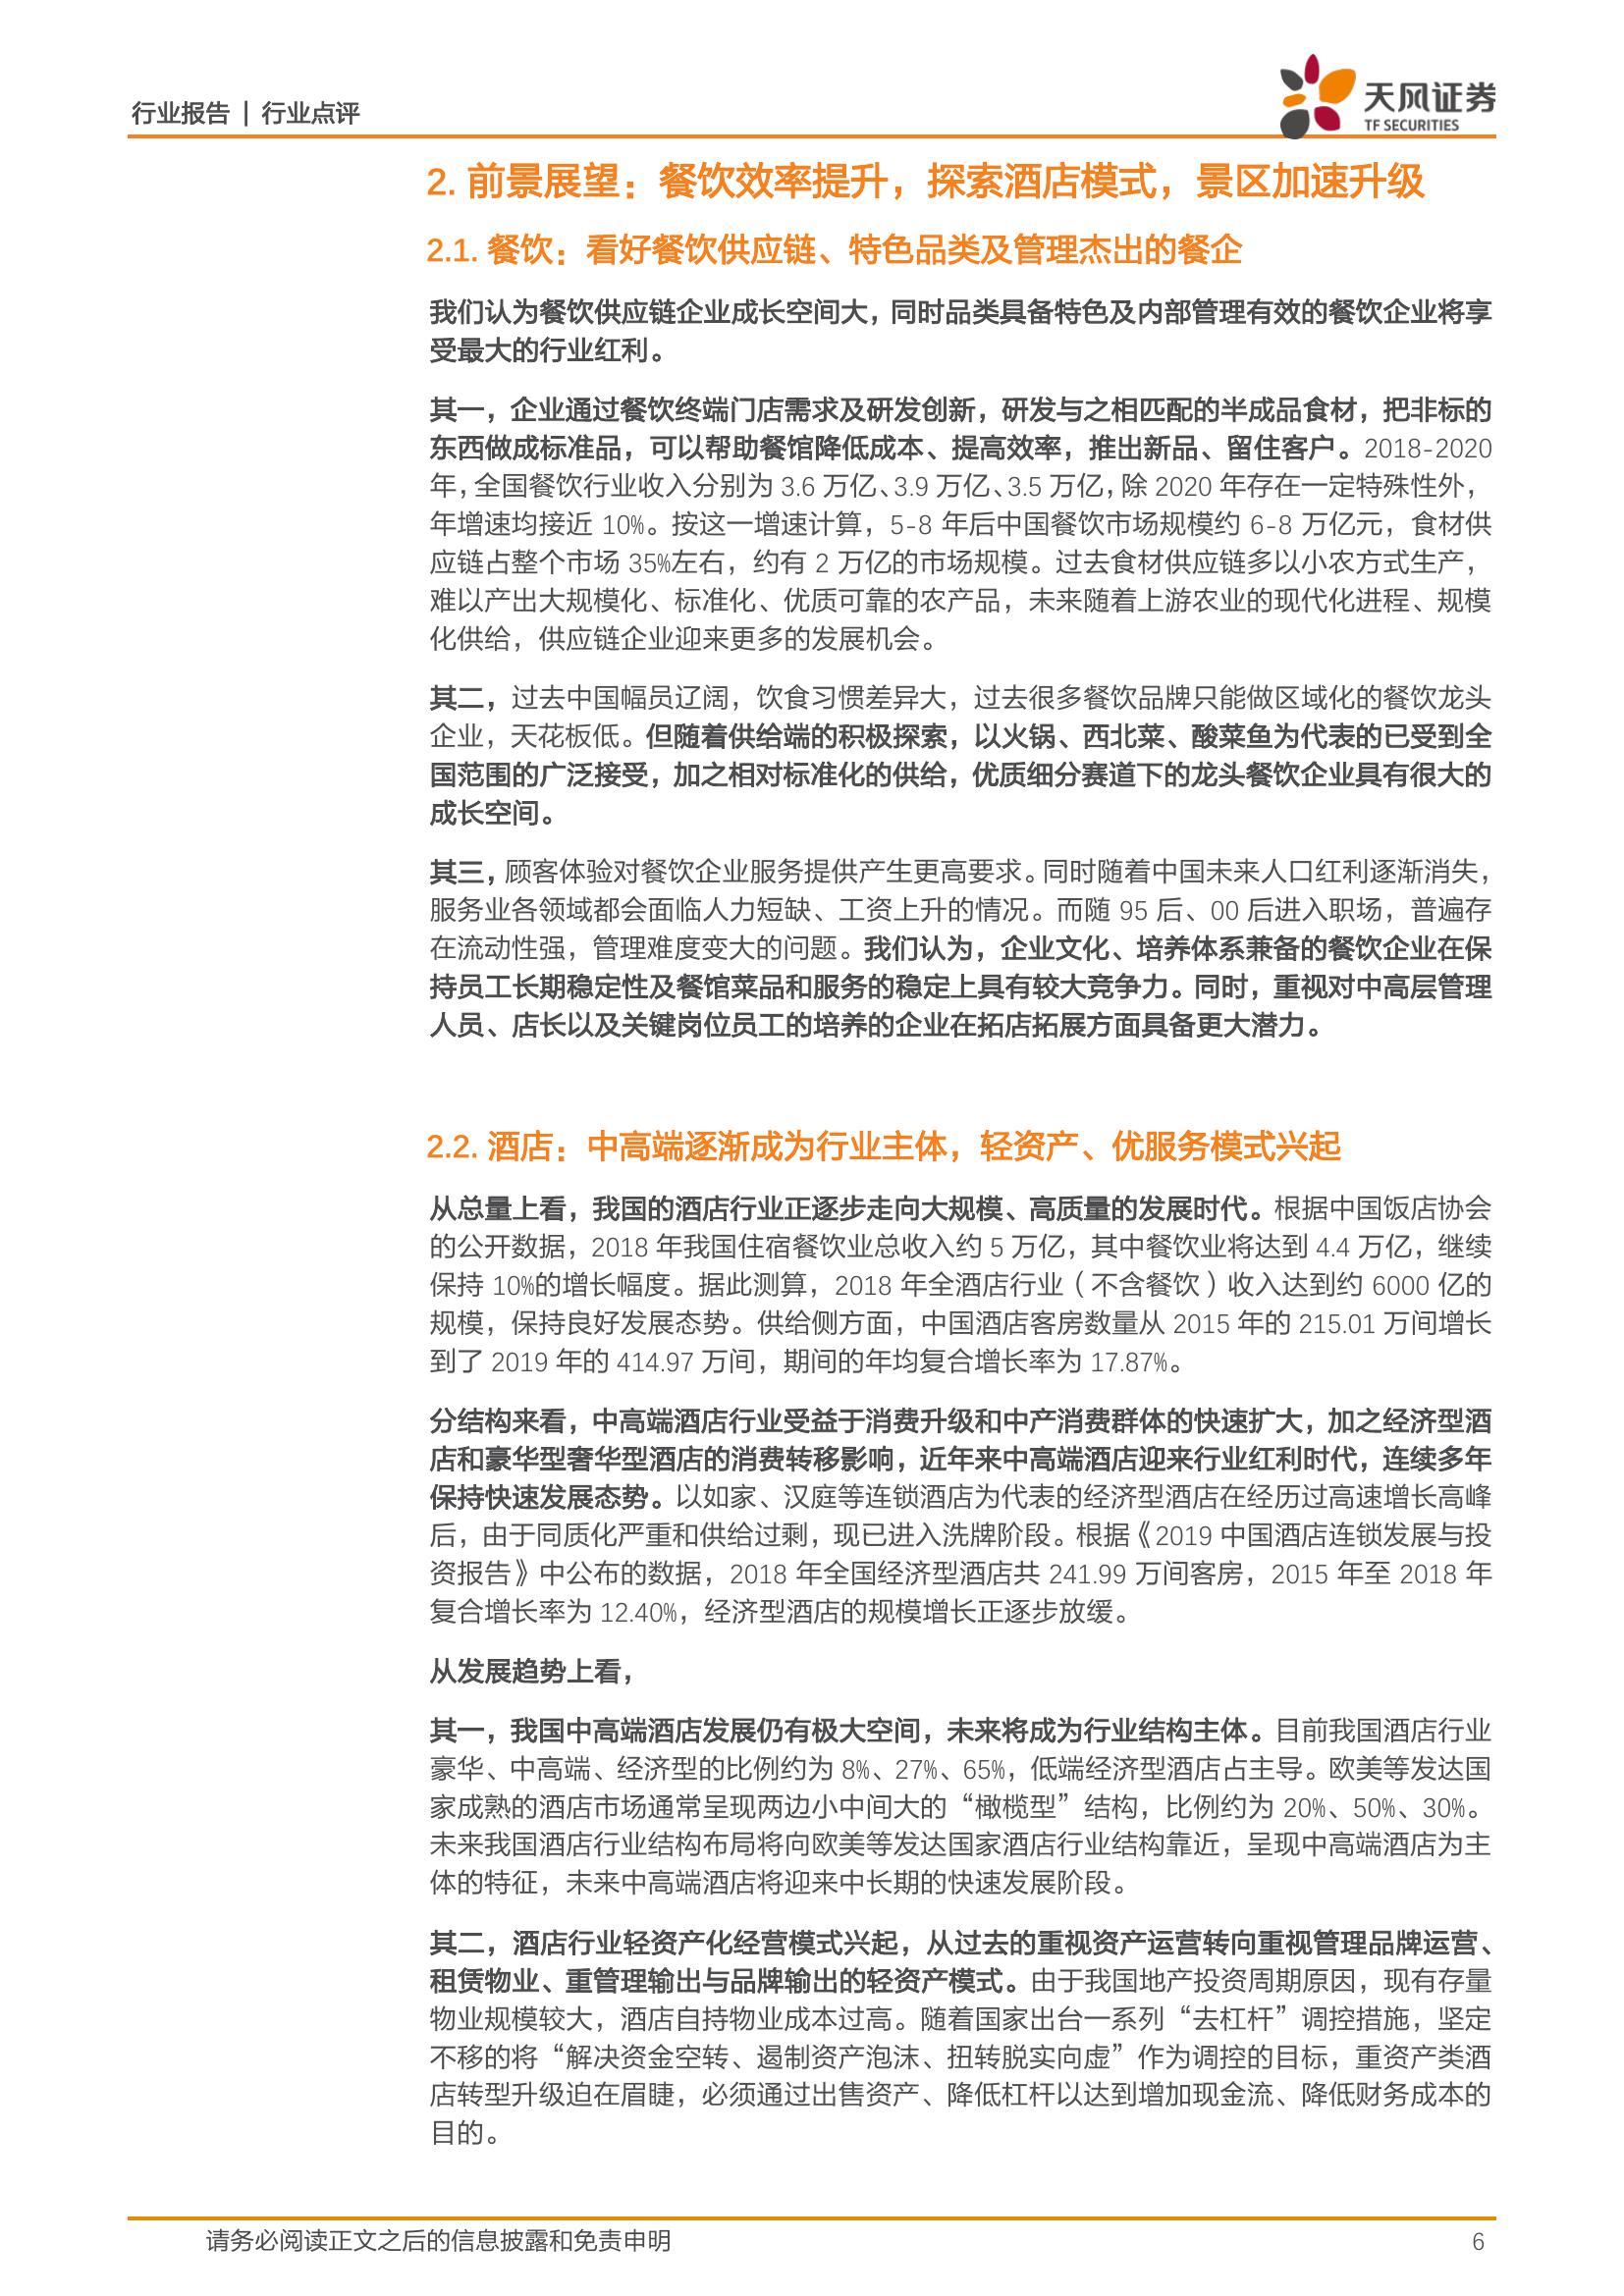 行业报告 | 行业点评
天风证券
TF SECURITIES
2. 前景展望：餐饮效率提升，探索酒店模式，景区加速升级
2.1. 餐饮：看好餐饮供应链、特色品类及管理杰出的餐企
我们认为餐饮供应链企业成长空间大，同时品类具备特色及内部管理有效的餐饮企业将享
受最大的行业红利。
其一，企业通过餐饮终端门店需求及研发创新，研发与之相匹配的半成品食材，把非标的
东西做成标准品，可以帮助餐馆降低成本、提高效率，推出新品、留住客户。2018-2020
年，全国餐饮行业收入分别为 3.6 万亿、3.9 万亿、3.5 万亿，除 2020 年存在一定特殊性外，
年增速均接近 10%。按这一增速计算，5-8 年后中国餐饮市场规模约 6-8 万亿元，食材供
应链占整个市场 35%左右，约有 2 万亿的市场规模。过去食材供应链多以小农方式生产，
难以产出大规模化、标准化、优质可靠的农产品，未来随着上游农业的现代化进程、规模
化供给，供应链企业迎来更多的发展机会。
其二，过去中国幅员辽阔，饮食习惯差异大，过去很多餐饮品牌只能做区域化的餐饮龙头
企业，天花板低。但随着供给端的积极探索，以火锅、西北菜、酸菜鱼为代表的已受到全
国范围的广泛接受，加之相对标准化的供给，优质细分赛道下的龙头餐饮企业具有很大的
成长空间。
其三，顾客体验对餐饮企业服务提供产生更高要求。同时随着中国未来人口红利逐渐消失，
服务业各领域都会面临人力短缺、工资上升的情况。而随 95 后、00 后进入职场，普遍存
在流动性强，管理难度变大的问题。我们认为，企业文化、培养体系兼备的餐饮企业在保
持员工长期稳定性及餐馆菜品和服务的稳定上具有较大竞争力。同时，重视对中高层管理
人员、店长以及关键岗位员工的培养的企业在拓店拓展方面具备更大潜力。
2.2. 酒店：中高端逐渐成为行业主体，轻资产、优服务模式兴起
从总量上看，我国的酒店行业正逐步走向大规模、高质量的发展时代。根据中国饭店协会
的公开数据，2018 年我国住宿餐饮业总收入约 5 万亿，其中餐饮业将达到 4.4 万亿，继续
保持 10%的增长幅度。据此测算，2018 年全酒店行业（不含餐饮）收入达到约 6000 亿的
规模，保持良好发展态势。供给侧方面，中国酒店客房数量从 2015 年的 215.01 万间增长
到了 2019 年的 414.97 万间，期间的年均复合增长率为 17.87%。
分结构来看，中高端酒店行业受益于消费升级和中产消费群体的快速扩大，加之经济型酒
店和豪华型奢华型酒店的消费转移影响，近年来中高端酒店迎来行业红利时代，连续多年
保持快速发展态势。以如家、汉庭等连锁酒店为代表的经济型酒店在经历过高速增长高峰
后，由于同质化严重和供给过剩，现已进入洗牌阶段。根据《2019 中国酒店连锁发展与投
资报告》中公布的数据，2018 年全国经济型酒店共 241.99 万间客房，2015 年至 2018 年
复合增长率为 12.40%，经济型酒店的规模增长正逐步放缓。
从发展趋势上看，
其一，我国中高端酒店发展仍有极大空间，未来将成为行业结构主体。目前我国酒店行业
豪华、中高端、经济型的比例约为 8%、27%、65%，低端经济型酒店占主导。欧美等发达国
家成熟的酒店市场通常呈现两边小中间大的“橄榄型”结构，比例约为 20%、50%、30%。
未来我国酒店行业结构布局将向欧美等发达国家酒店行业结构靠近，呈现中高端酒店为主
体的特征，未来中高端酒店将迎来中长期的快速发展阶段。
其二，酒店行业轻资产化经营模式兴起，从过去的重视资产运营转向重视管理品牌运营、
租赁物业、重管理输出与品牌输出的轻资产模式。由于我国地产投资周期原因，现有存量
物业规模较大，酒店自持物业成本过高。随着国家出台一系列“去杠杆”调控措施，坚定
不移的将“解决资金空转、遏制资产泡沫、扭转脱实向虚”作为调控的目标，重资产类酒
店转型升级迫在眉睫，必须通过出售资产、降低杠杆以达到增加现金流、降低财务成本的
目的。
请务必阅读正文之后的信息披露和免责申明
6